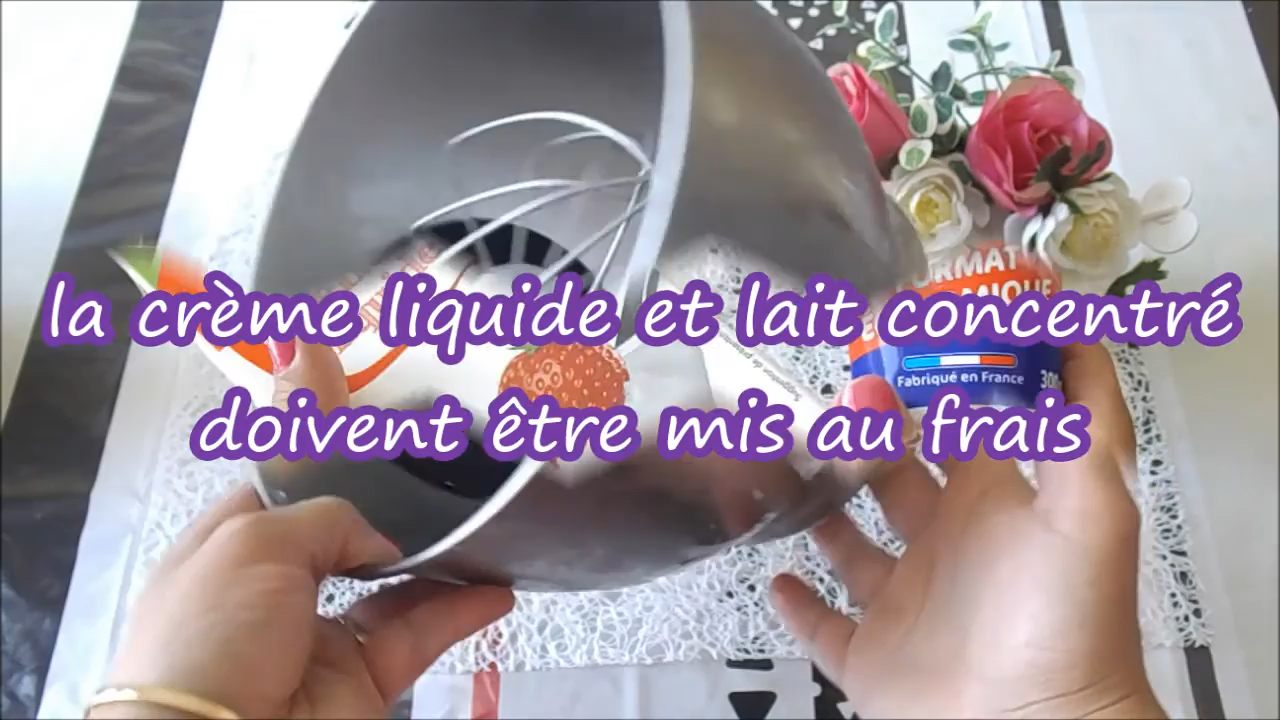 la crème liquide et lait concentré
doivent être mis au frais
Fabriqué en France